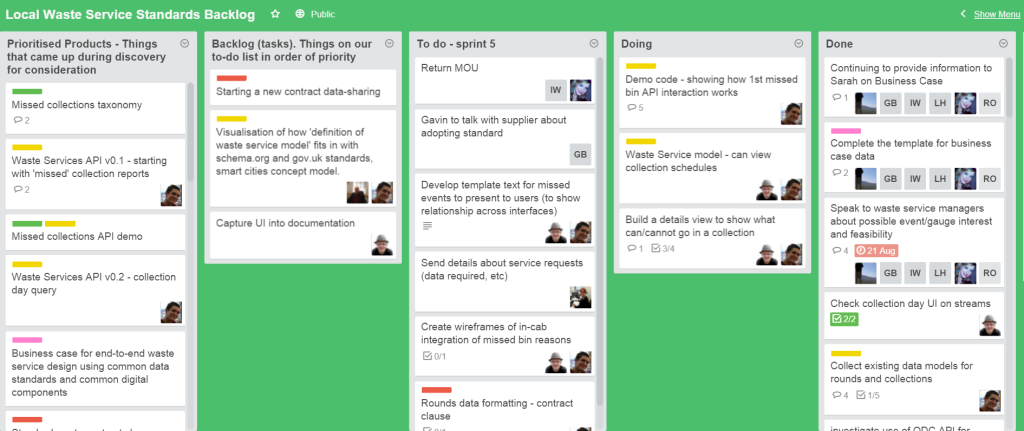 Local Waste Service Standards Backlog
Public
Show Menu
Prioritised Products - Things
that came up during discovery
for consideration
Missed collections taxonomy
2
Waste Services API v0.1 - starting
with 'missed' collection reports
2
Missed collections API demo
Waste Services API v0.2 - collection
day query
Business case for end-to-end waste
service design using common data
standards and common digital
components
Backlog (tasks). Things on our
to-do list in order of priority
Starting a new contract data-sharing
Visualisation of how 'definition of
waste service model' fits in with
schema.org and gov.uk standards,
smart cities concept model.
Capture UI into documentation
To do - sprint 5
Return MOU
IW
Gavin to talk with supplier about
adopting standard
GB
Develop template text for missed
events to present to users (to show
relationship across interfaces)
Send details about service requests
(data required, etc)
Create wireframes of in-cab
integration of missed bin reasons
0/1
Rounds data formatting - contract
clause
0/1
Doing
Demo code - showing how 1st missed
bin API interaction works
5
Waste Service model - can view
collection schedules
Build a details view to show what
can/cannot go in a collection
1 3/4
Done
Continuing to provide information to
Sarah on Business Case
1 GB IW LH RO
Complete the template for business
case data
2 GB IW LH RO
Speak to waste service managers
about possible event/gauge interest
and feasibility
4 21 Aug
GB IW LH RO
Check collection day UI on streams
2/2
Collect existing data models for
rounds and collections
4 1/5
investigate use of ODC API for